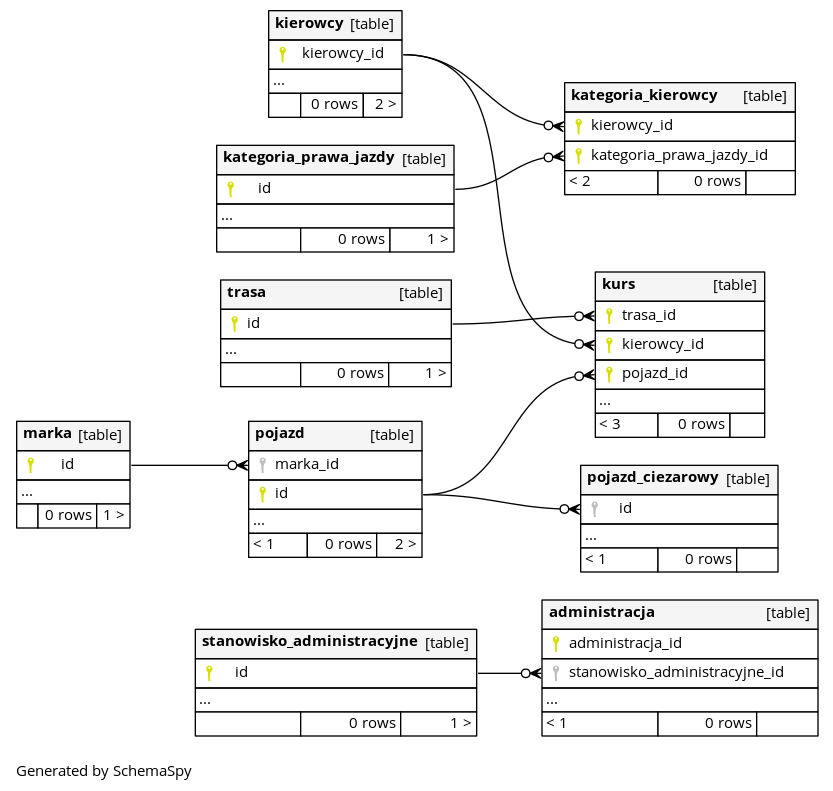 kierowcy [table]
kierowcy_id
...
0 rows 2 >
kategoria_kierowcy [table]
kierowcy_id
kategoria_prawa_jazdy_id
< 2 0 rows
kategoria_prawa_jazdy [table]
id
...
0 rows 1 >
trasa [table]
id
...
0 rows 1 >
kurs [table]
trasa_id
kierowcy_id
pojazd_id
...
< 3 0 rows
marka [table]
id
...
0 rows 1 >
pojazd [table]
marka_id
id
...
< 1 0 rows 2 >
pojazd_ciezarowy [table]
id
...
< 1 0 rows
stanowisko_administracyjne [table]
id
...
0 rows 1 >
administracja [table]
administracja_id
stanowisko_administracyjne_id
...
< 1 0 rows
Generated by SchemaSpy